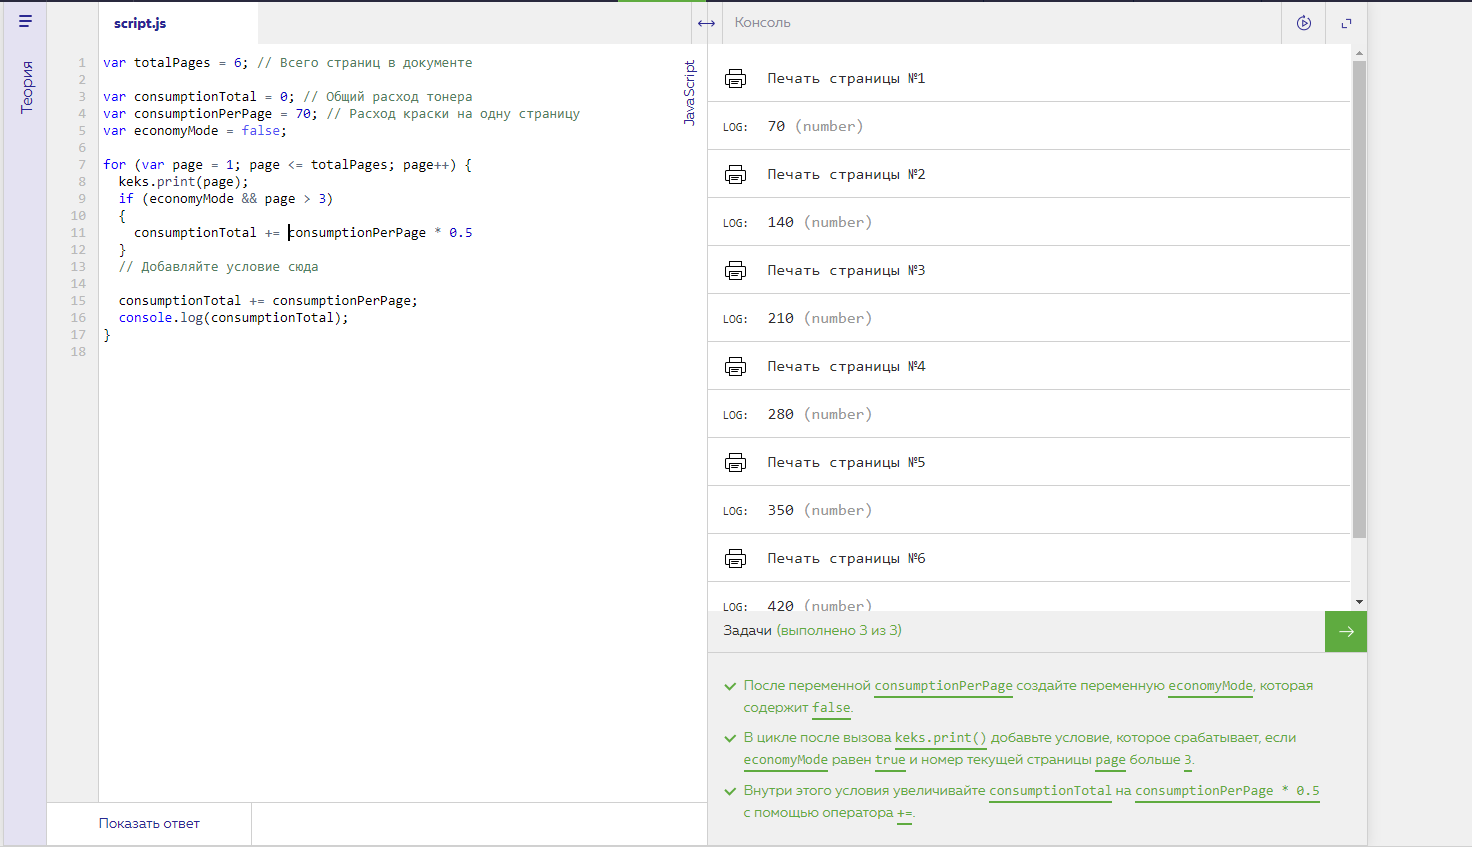 Теория
script.js
JavaScript
1 var totalPages = 6; // Всего страниц в документе
2
3 var consumptionTotal = 0; // Общий расход тонера
4 var consumptionPerPage = 70; // Расход краски на одну страницу
5 var economyMode = false;
6
7 for (var page = 1; page <= totalPages; page++) {
8   keks.print(page);
9   if (economyMode && page > 3)
10   {
11     consumptionTotal += consumptionPerPage * 0.5
12   }
13   // Добавляйте условие сюда
14
15   consumptionTotal += consumptionPerPage;
16   console.log(consumptionTotal);
17 }
18
Показать ответ
Консоль
Печать страницы №1
LOG: 70 (number)
Печать страницы №2
LOG: 140 (number)
Печать страницы №3
LOG: 210 (number)
Печать страницы №4
LOG: 280 (number)
Печать страницы №5
LOG: 350 (number)
Печать страницы №6
LOG: 420 (number)
Задачи (выполнено 3 из 3)
После переменной consumptionPerPage создайте переменную economyMode, которая
содержит false.
В цикле после вызова keks.print() добавьте условие, которое срабатывает, если
economyMode равен true и номер текущей страницы page больше 3.
Внутри этого условия увеличивайте consumptionTotal на consumptionPerPage * 0.5
с помощью оператора +=.